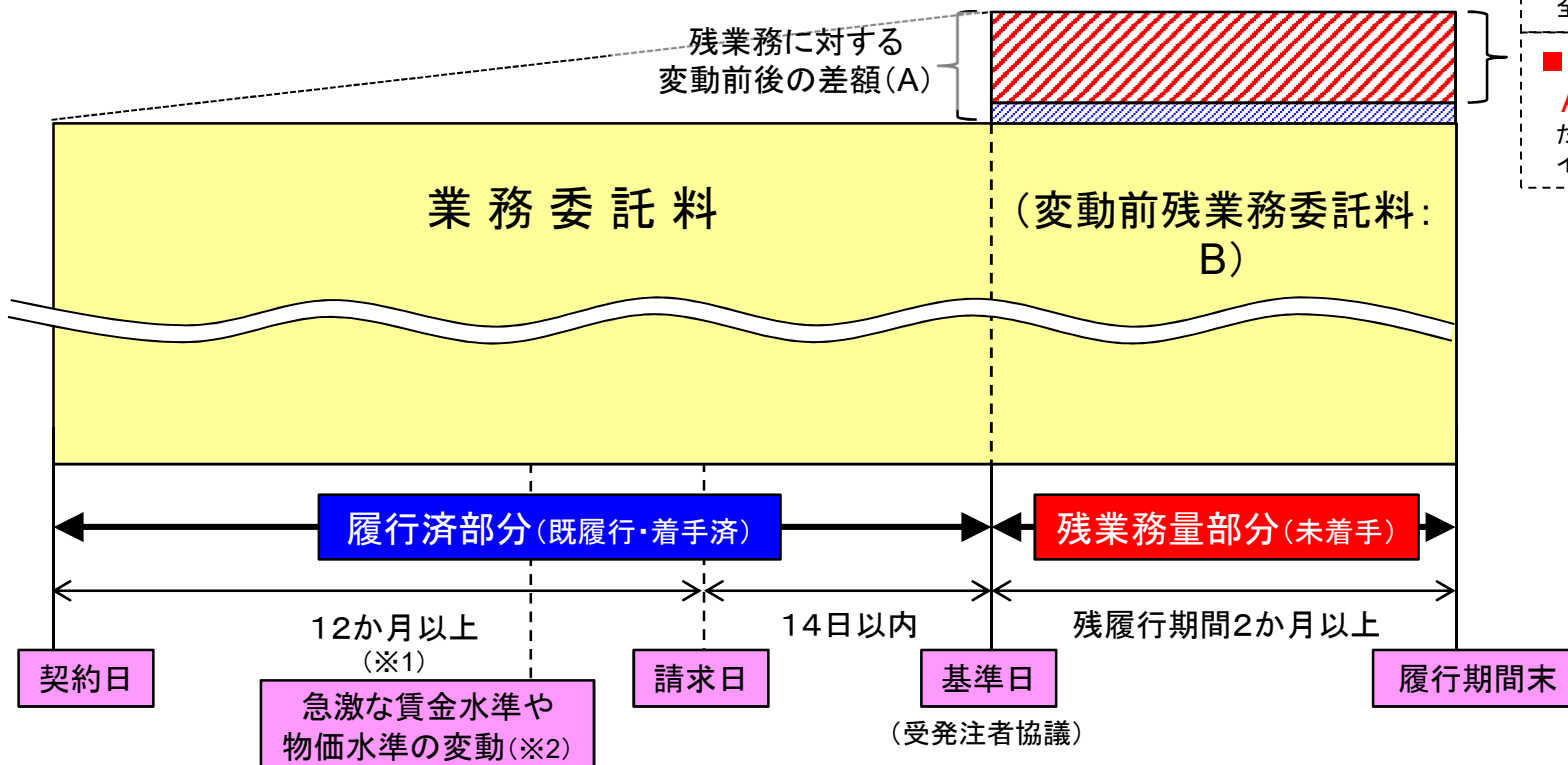 残業務に対する
変動前後の差額(A)
業務委託料
(変動前残業務委託料:
B)
履行済部分(既履行・着手済)
残業務量部分(未着手)
12か月以上
(※1)
14日以内
残履行期間2か月以上
契約日
急激な賃金水準や
物価水準の変動(※2)
請求日
基準日
(受発注者協議)
履行期間末
■